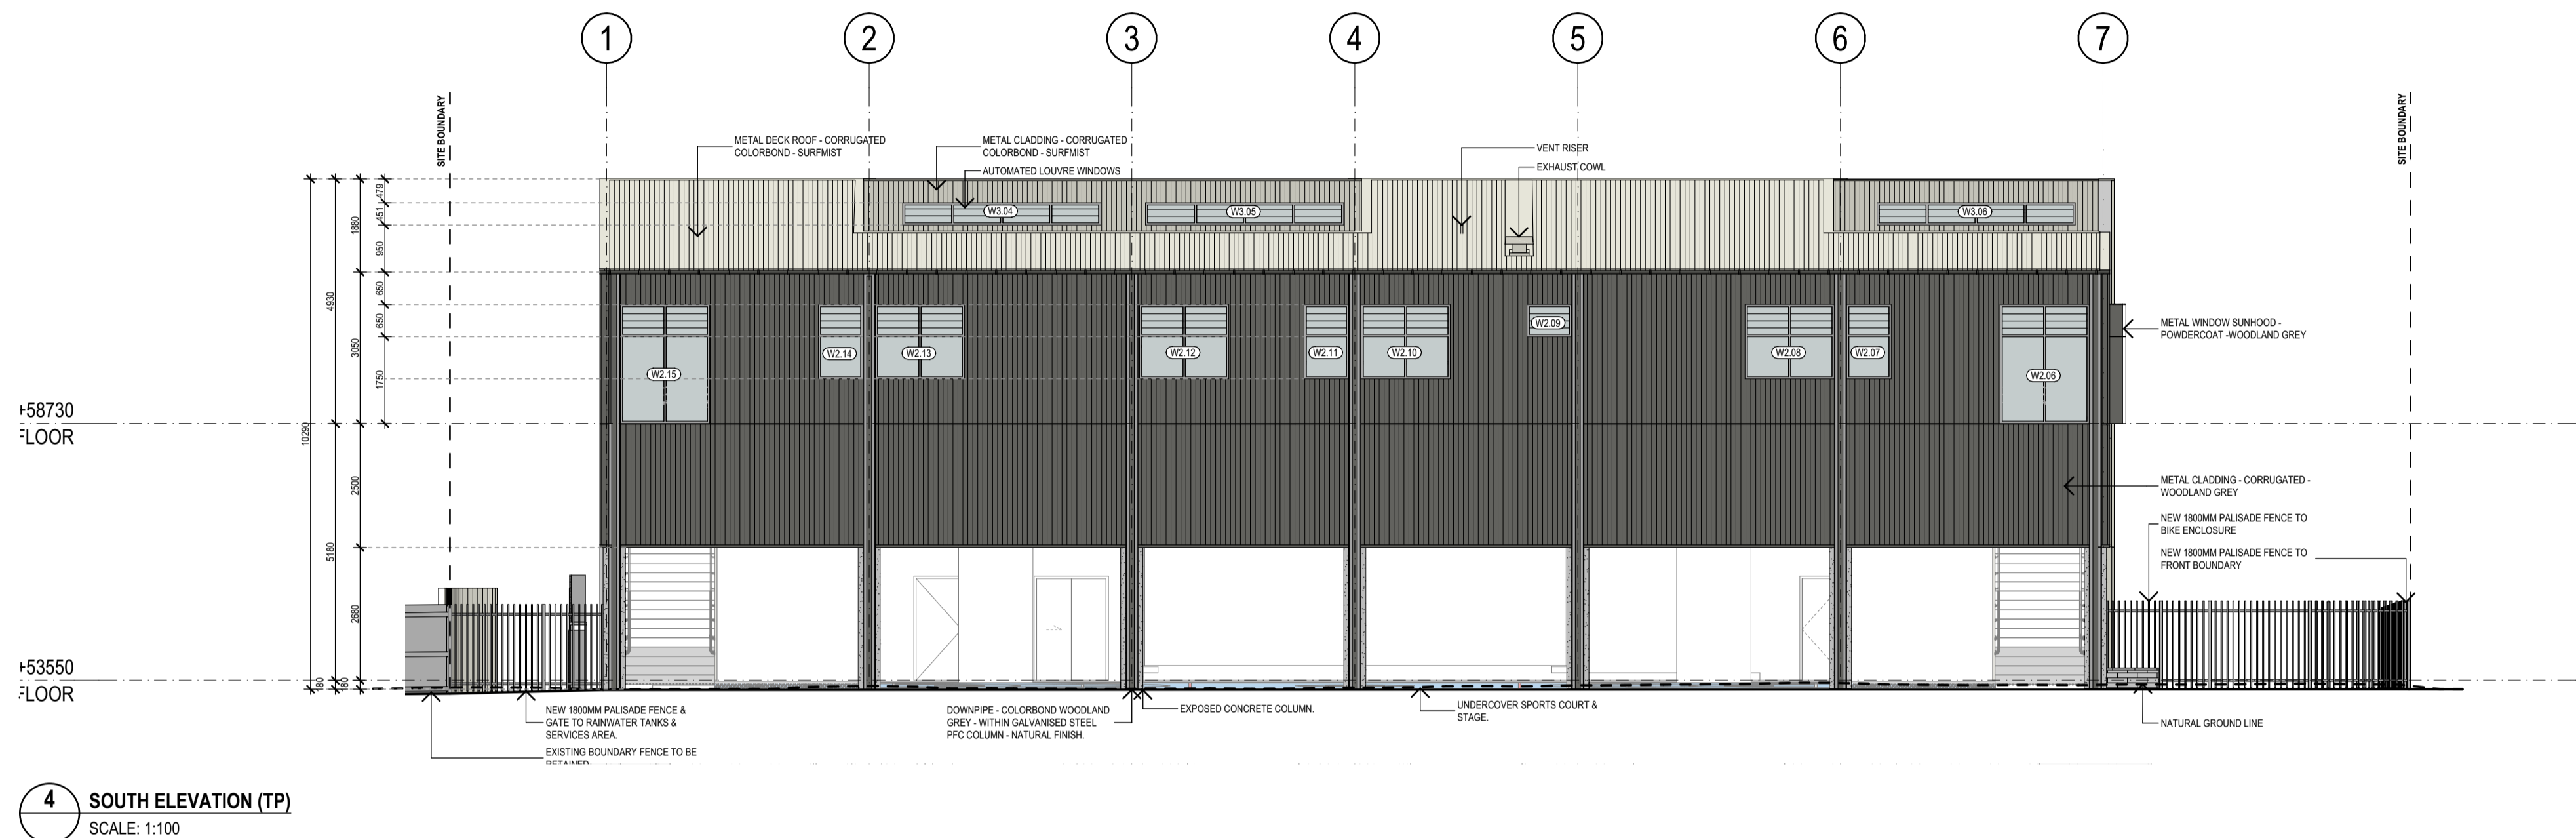 1 2 3 4 5 6 7
SITE BOUNDARY
SITE BOUNDARY
METAL DECK ROOF - CORRUGATED
COLORBOND - SURFMIST
METAL CLADDING - CORRUGATED
COLORBOND - SURFMIST
AUTOMATED LOUVRE WINDOWS
VENT RISER
EXHAUST COWL
W3.04
W3.05
W3.06
479
451
950
650
650
1750
1880
3050
2500
2680
180
4930
5180
180
10290
W2.15
W2.14
W2.13
W2.12
W2.11
W2.10
W2.09
W2.08
W2.07
W2.06
METAL WINDOW SUNHOOD -
POWDERCOAT -WOODLAND GREY
+58730
FLOOR
METAL CLADDING - CORRUGATED -
WOODLAND GREY
NEW 1800MM PALISADE FENCE TO
BIKE ENCLOSURE
NEW 1800MM PALISADE FENCE TO
FRONT BOUNDARY
+53550
FLOOR
NEW 1800MM PALISADE FENCE &
GATE TO RAINWATER TANKS &
SERVICES AREA.
EXISTING BOUNDARY FENCE TO BE
RETAINED
DOWNPIPE - COLORBOND WOODLAND
GREY - WITHIN GALVANISED STEEL
PFC COLUMN - NATURAL FINISH.
EXPOSED CONCRETE COLUMN.
UNDERCOVER SPORTS COURT &
STAGE.
NATURAL GROUND LINE
4
SOUTH ELEVATION (TP)
SCALE: 1:100